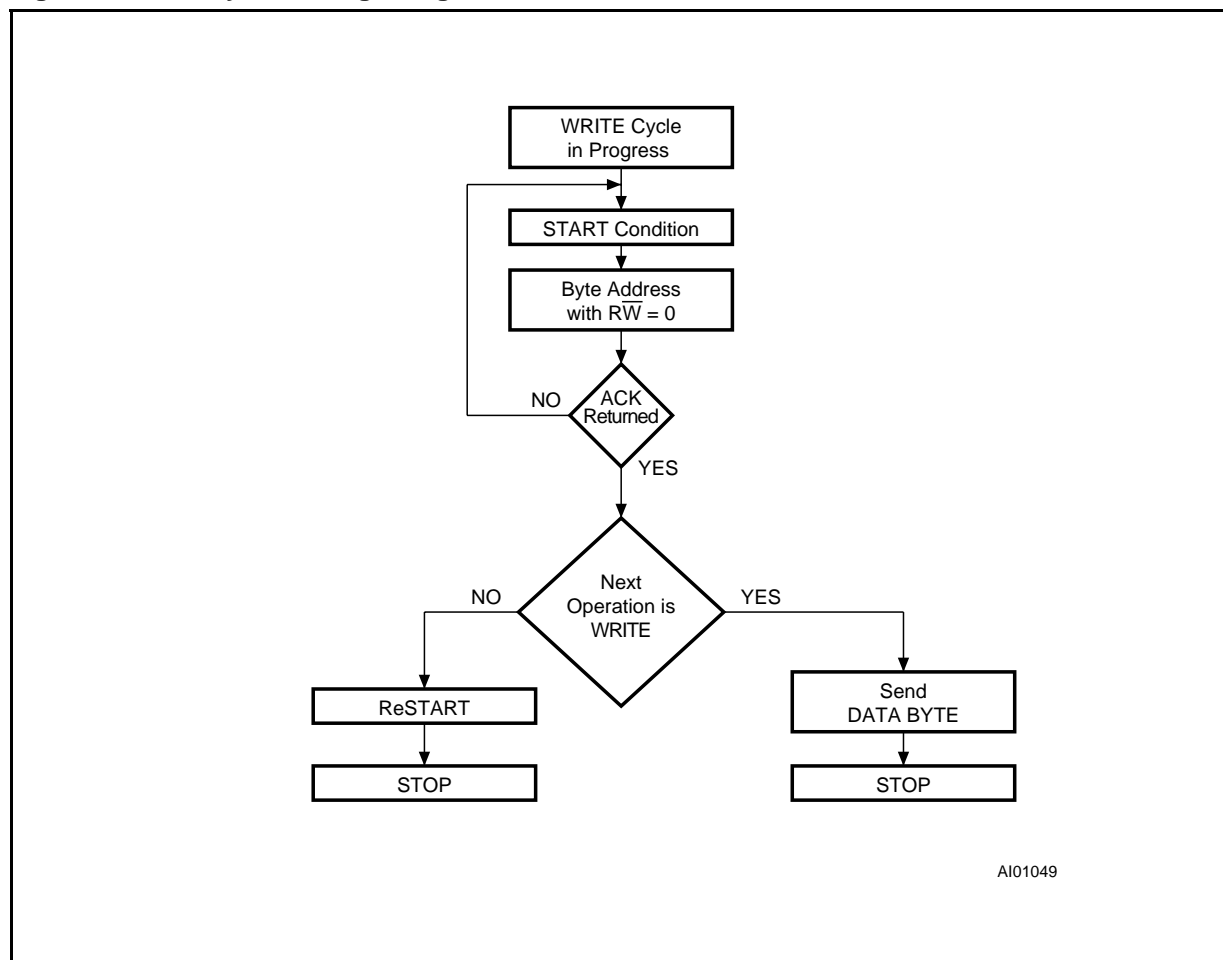 WRITE Cycle
in Progress
START Condition
Byte Address
with RW̅ = 0
NO
ACK
Returned
YES
NO
Next
Operation is
WRITE
YES
ReSTART
Send
DATA BYTE
STOP
STOP
AI01049